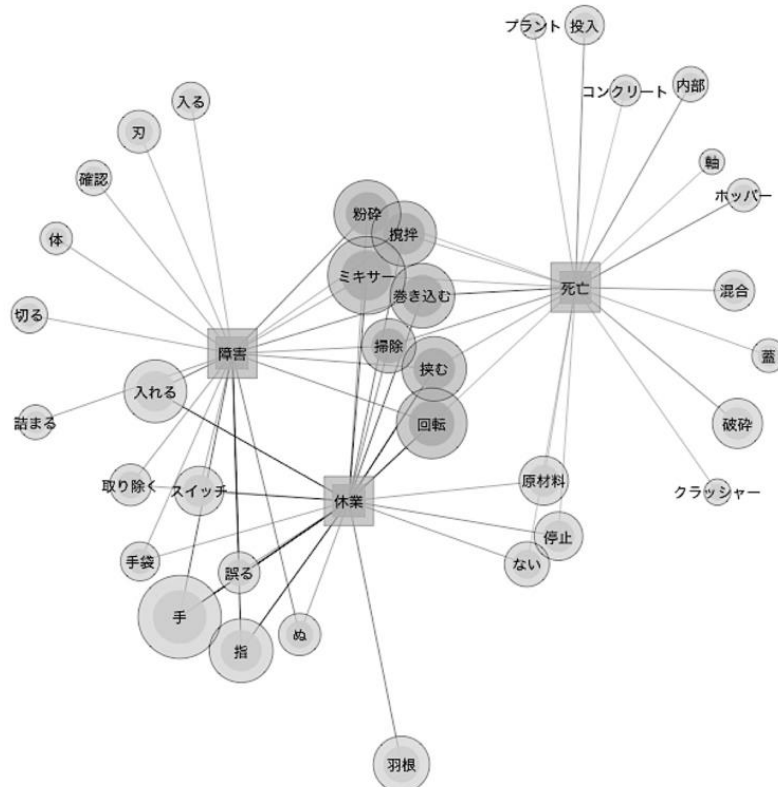 プラント
投入
コンクリート
内部
入る
刃
軸
確認
ホッパー
粉砕
撹拌
体
ミキサー
死亡
巻き込む
混合
切る
掃除
障害
蓋
挟む
入れる
詰まる
回転
破砕
取り除く
スイッチ
原材料
クラッシャー
休業
停止
手袋
誤る
ない
手
ぬ
指
羽根